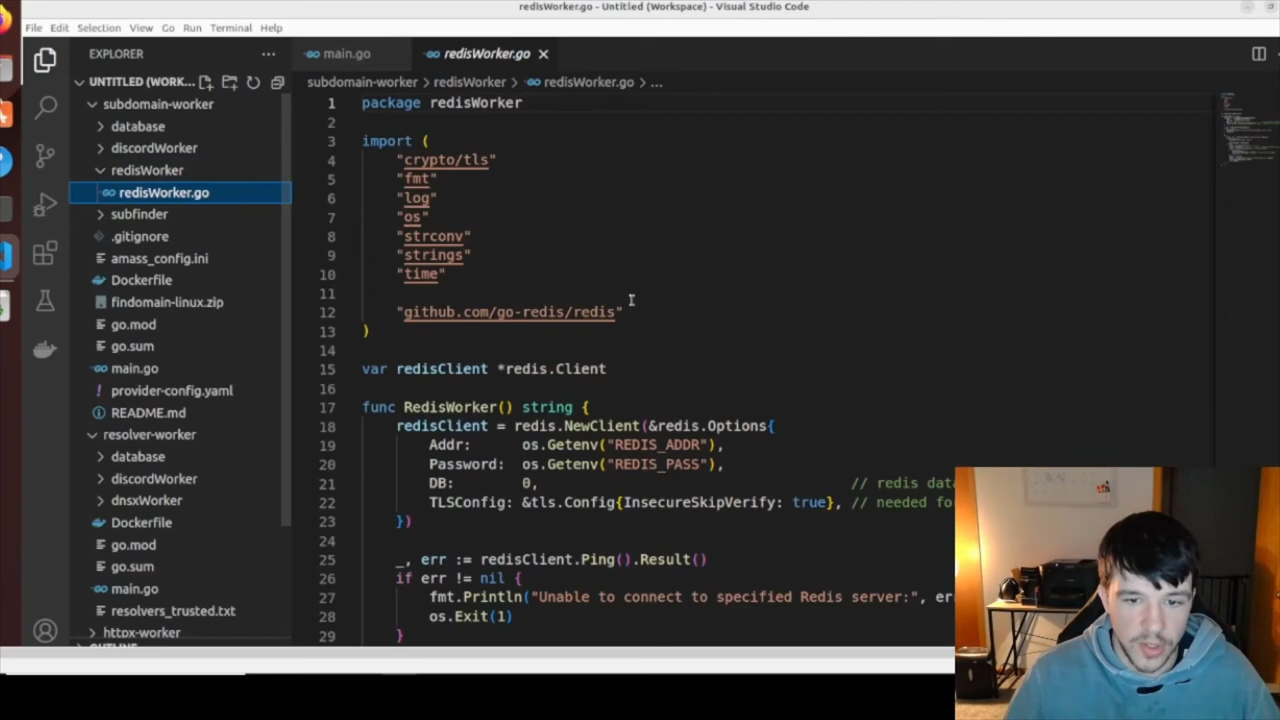 redisWorker.go - Untitled (Workspace) - Visual Studio Code
File Edit Selection View Go Run Terminal Help
EXPLORER
UNTITLED (WORK...
subdomain-worker
database
discordWorker
redisWorker
redisWorker.go
subfinder
.gitignore
amass_config.ini
Dockerfile
findomain-linux.zip
go.mod
go.sum
main.go
! provider-config.yaml
README.md
resolver-worker
database
discordWorker
dnsxWorker
Dockerfile
go.mod
go.sum
main.go
resolvers_trusted.txt
httpx-worker
OUTLINE
main.go redisWorker.go
subdomain-worker > redisWorker > redisWorker.go > ...
1 package redisWorker
2
3 import (
4 "crypto/tls"
5 "fmt"
6 "log"
7 "os"
8 "strconv"
9 "strings"
10 "time"
11
12 "github.com/go-redis/redis"
13 )
14
15 var redisClient *redis.Client
16
17 func RedisWorker() string {
18 redisClient = redis.NewClient(&redis.Options{
19 Addr: os.Getenv("REDIS_ADDR"),
20 Password: os.Getenv("REDIS_PASS"),
21 DB: 0, // redis data
22 TLSConfig: &tls.Config{InsecureSkipVerify: true}, // needed fo
23 })
24
25 _, err := redisClient.Ping().Result()
26 if err != nil {
27 fmt.Println("Unable to connect to specified Redis server:", er
28 os.Exit(1)
29 }